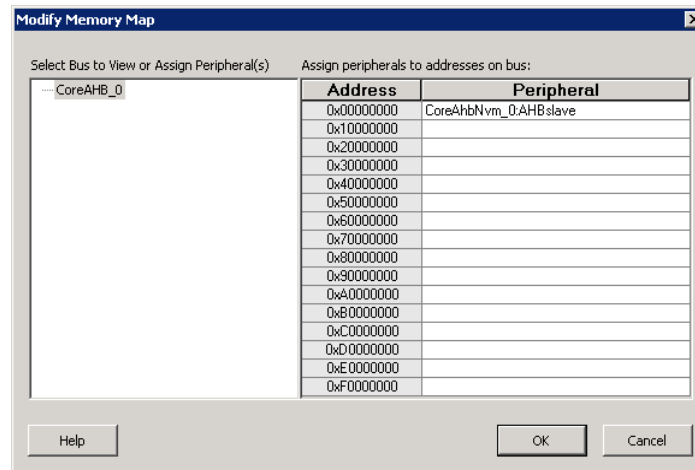 Modify Memory Map
Select Bus to View or Assign Peripheral(s)
CoreAHB_0
Assign peripherals to addresses on bus:
Address Peripheral
0x00000000 CoreAhbNvm_0:AHBslave
0x10000000
0x20000000
0x30000000
0x40000000
0x50000000
0x60000000
0x70000000
0x80000000
0x90000000
0xA0000000
0xB0000000
0xC0000000
0xD0000000
0xE0000000
0xF0000000
Help OK Cancel